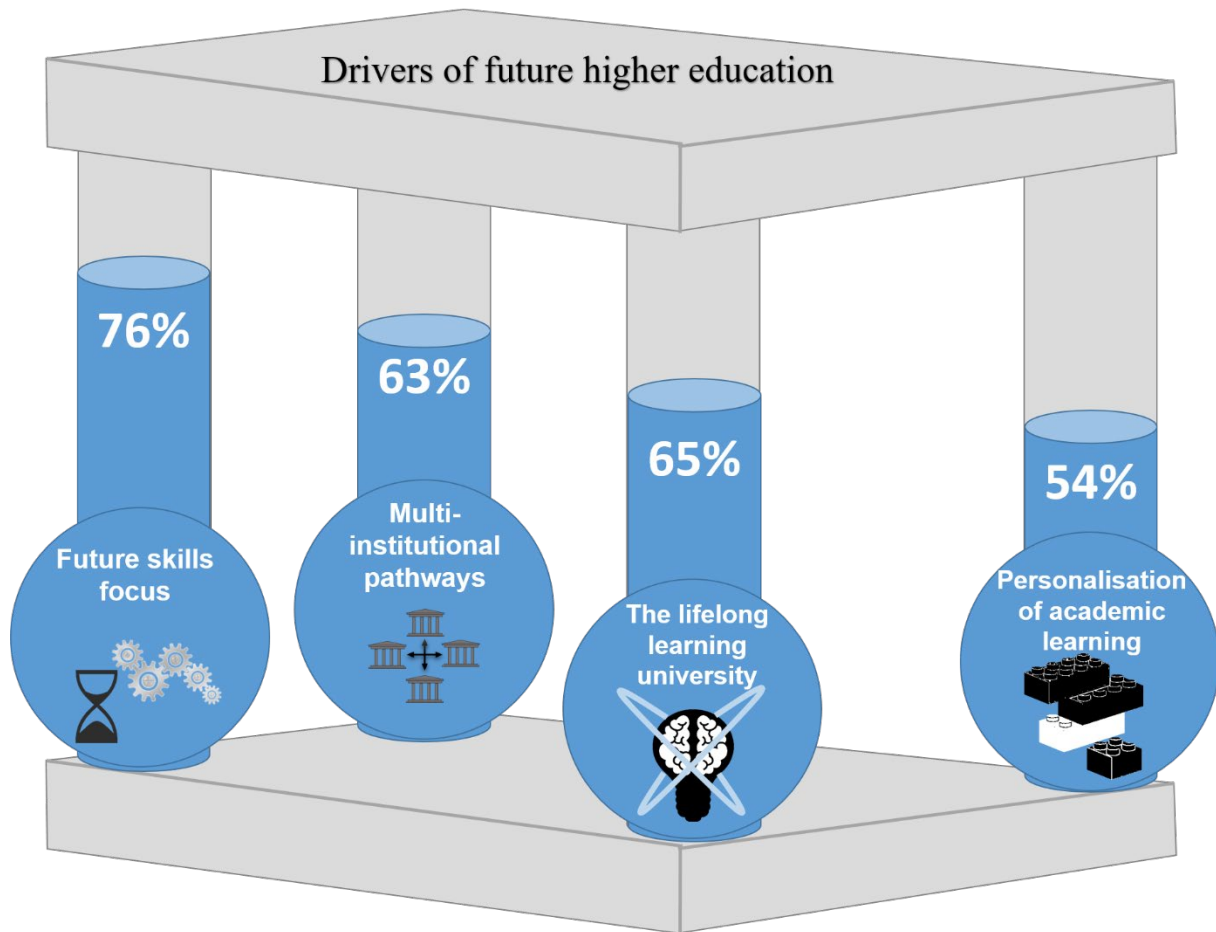 Drivers of future higher education
76%
Future skills
focus
63%
Multi-
institutional
pathways
65%
The lifelong
learning
university
54%
Personalisation
of academic
learning